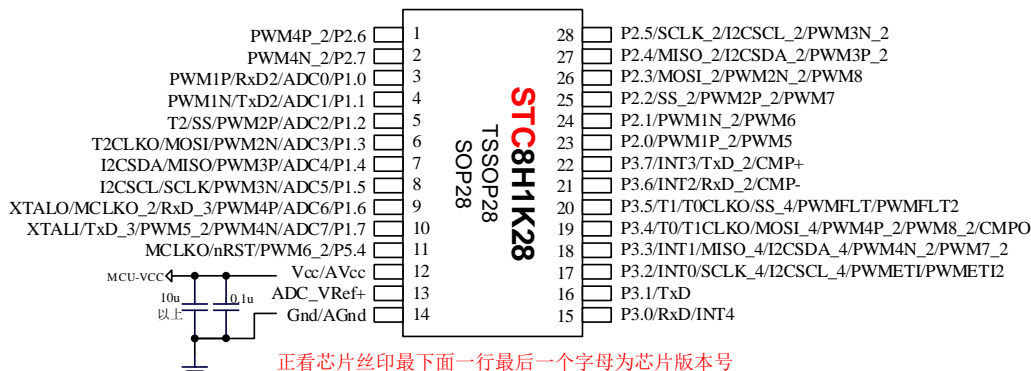 PWM4P_2/P2.6 1
PWM4N_2/P2.7 2
PWM1P/RxD2/ADC0/P1.0 3
PWM1N/TxD2/ADC1/P1.1 4
T2/SS/PWM2P/ADC2/P1.2 5
T2CLKO/MOSI/PWM2N/ADC3/P1.3 6
I2CSDA/MISO/PWM3P/ADC4/P1.4 7
I2CSCL/SCLK/PWM3N/ADC5/P1.5 8
XTALO/MCLKO_2/RxD_3/PWM4P/ADC6/P1.6 9
XTALI/TxD_3/PWM5_2/PWM4N/ADC7/P1.7 10
MCLKO/nRST/PWM6_2/P5.4 11
Vcc/AVcc 12
ADC_VRef+ 13
Gnd/AGnd 14
MCU-VCC
10u
以上
0.1u
STC8H1K28
TSSOP28
SOP28
28 P2.5/SCLK_2/I2CSCL_2/PWM3N_2
27 P2.4/MISO_2/I2CSDA_2/PWM3P_2
26 P2.3/MOSI_2/PWM2N_2/PWM8
25 P2.2/SS_2/PWM2P_2/PWM7
24 P2.1/PWM1N_2/PWM6
23 P2.0/PWM1P_2/PWM5
22 P3.7/INT3/TxD_2/CMP+
21 P3.6/INT2/RxD_2/CMP-
20 P3.5/T1/T0CLKO/SS_4/PWMFLT/PWMFLT2
19 P3.4/T0/T1CLKO/MOSI_4/PWM4P_2/PWM8_2/CMPO
18 P3.3/INT1/MISO_4/I2CSDA_4/PWM4N_2/PWM7_2
17 P3.2/INT0/SCLK_4/I2CSCL_4/PWMETI/PWMETI2
16 P3.1/TxD
15 P3.0/RxD/INT4
正看芯片丝印最下面一行最后一个字母为芯片版本号